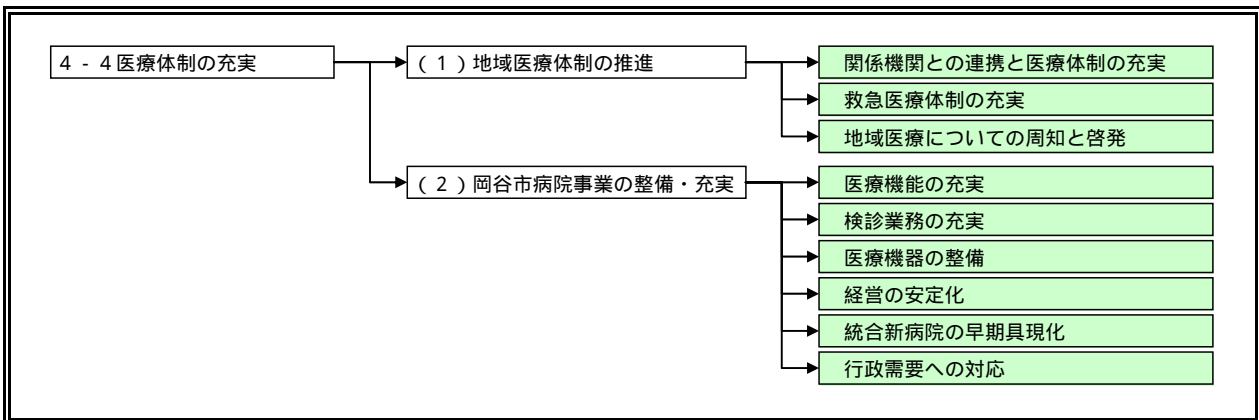 4-4医療体制の充実
(1)地域医療体制の推進
関係機関との連携と医療体制の充実
救急医療体制の充実
地域医療についての周知と啓発
(2)岡谷市病院事業の整備・充実
医療機能の充実
検診業務の充実
医療機器の整備
経営の安定化
統合新病院の早期具現化
行政需要への対応